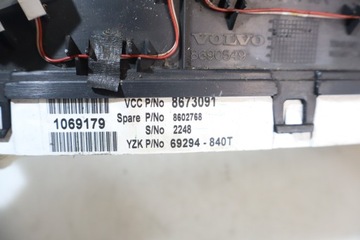 VOLVO
VCC P/No 8673091
1069179
Spare P/No 8602768
S/No 2248
YZK P/No 69294-840T